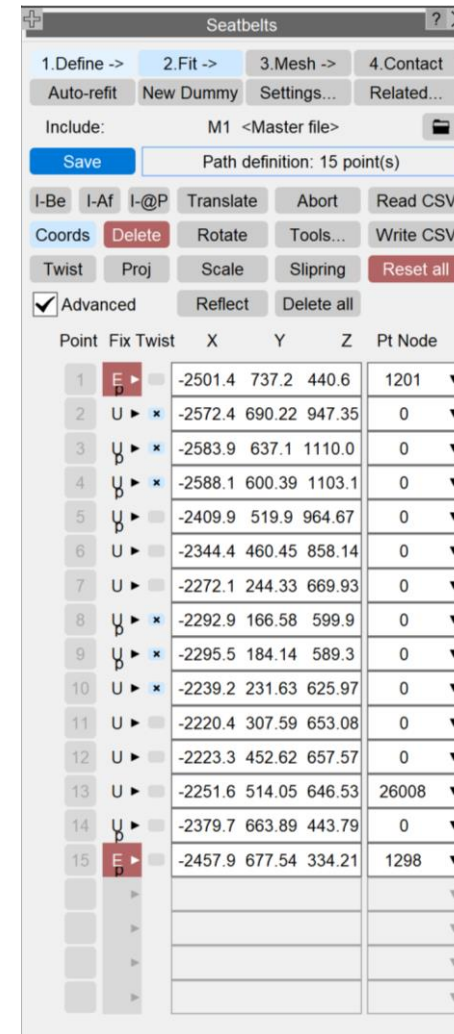 Seatbelts ?
1.Define -> 2.Fit -> 3.Mesh -> 4.Contact
Auto-refit New Dummy Settings... Related...
Include: M1 <Master file>
Save Path definition: 15 point(s)
I-Be I-Af I-@P Translate Abort Read CSV
Coords Delete Rotate Tools... Write CSV
Twist Proj Scale Slipring Reset all
Advanced Reflect Delete all
Point Fix Twist X Y Z Pt Node
1 E p -2501.4 737.2 440.6 1201
2 U × -2572.4 690.22 947.35 0
3 U p × -2583.9 637.1 1110.0 0
4 U p × -2588.1 600.39 1103.1 0
5 U p -2409.9 519.9 964.67 0
6 U -2344.4 460.45 858.14 0
7 U -2272.1 244.33 669.93 0
8 U p × -2292.9 166.58 599.9 0
9 U p × -2295.5 184.14 589.3 0
10 U × -2239.2 231.63 625.97 0
11 U -2220.4 307.59 653.08 0
12 U -2223.3 452.62 657.57 0
13 U -2251.6 514.05 646.53 26008
14 U p -2379.7 663.89 443.79 0
15 E p -2457.9 677.54 334.21 1298